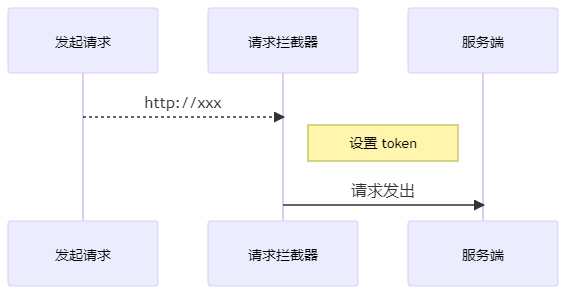 发起请求
请求拦截器
服务端
http://xxx
设置 token
请求发出
发起请求
请求拦截器
服务端